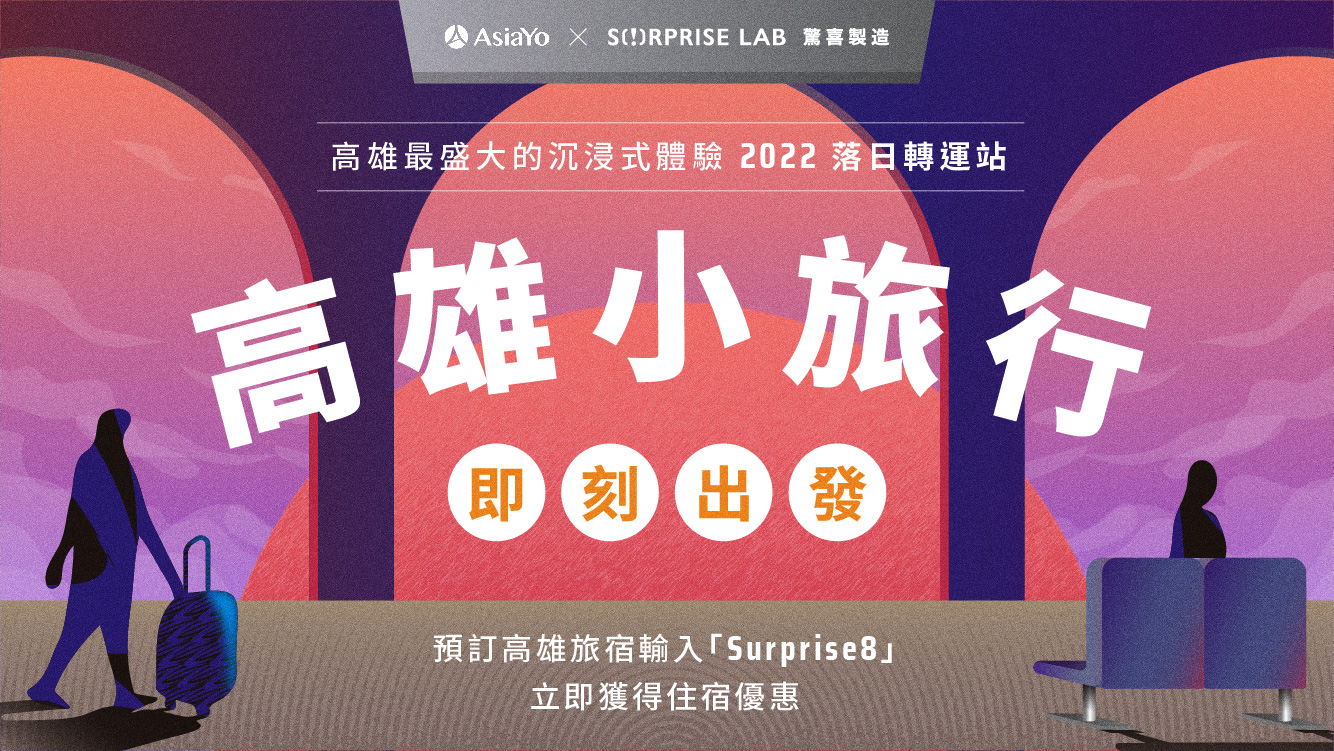 AsiaYo × S(!)RPRISE LAB 驚喜製造
高雄最盛大的沉浸式體驗 2022 落日轉運站
高雄小旅行
即刻出發
預訂高雄旅宿輸入「Surprise8」
立即獲得住宿優惠